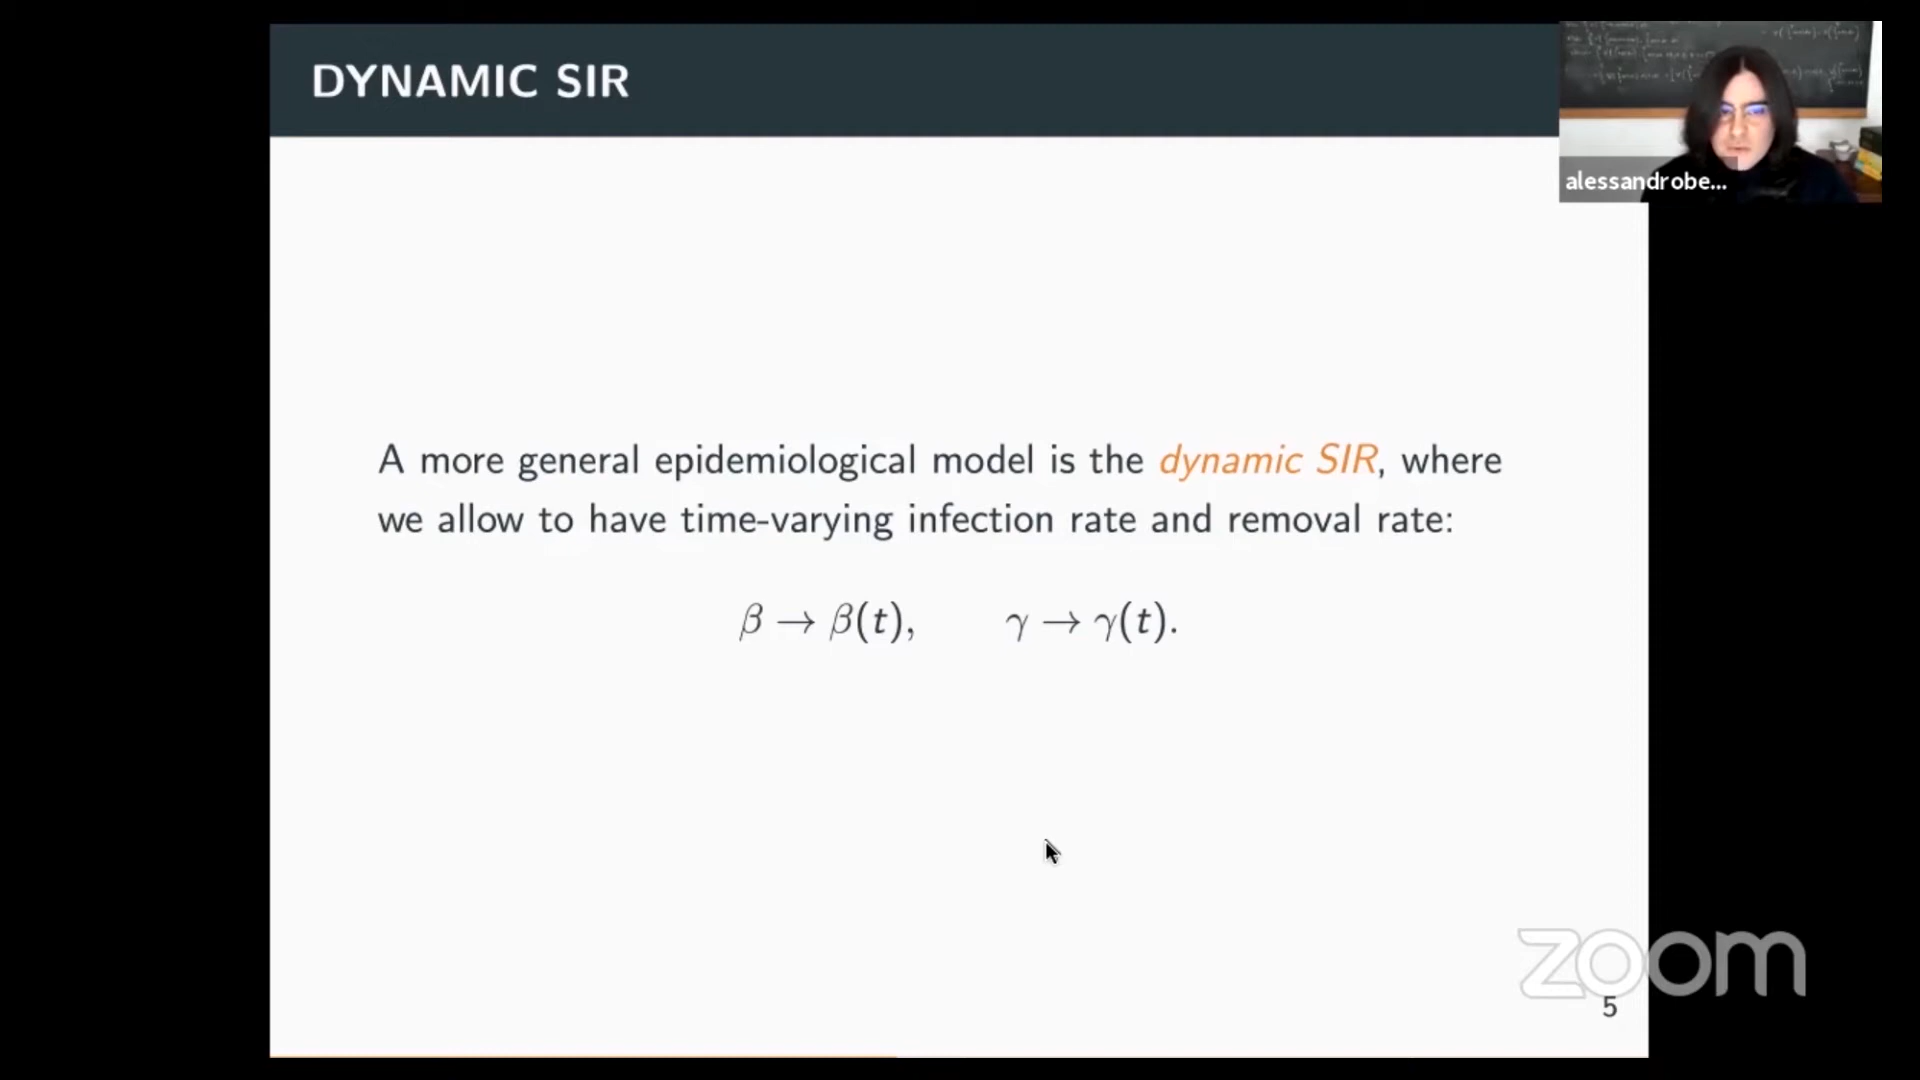 DYNAMIC SIR
alessandrobe...
A more general epidemiological model is the dynamic SIR, where
we allow to have time-varying infection rate and removal rate:
β → β(t), γ → γ(t).
zoom
5